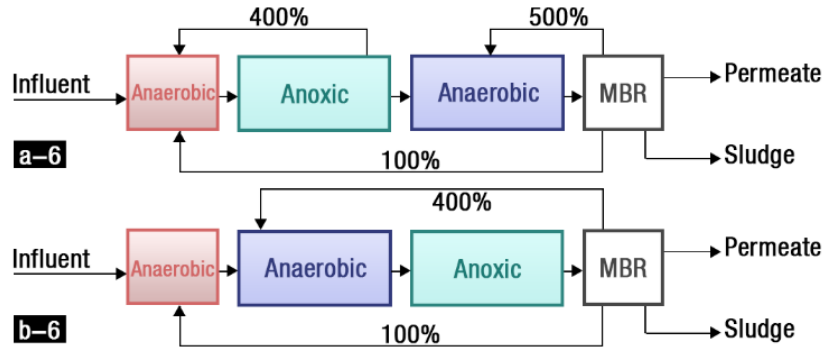 400% 500%
Influent Anaerobic Anoxic Anaerobic MBR Permeate
a–6 100% Sludge
400%
Influent Anaerobic Anaerobic Anoxic MBR Permeate
b–6 100% Sludge